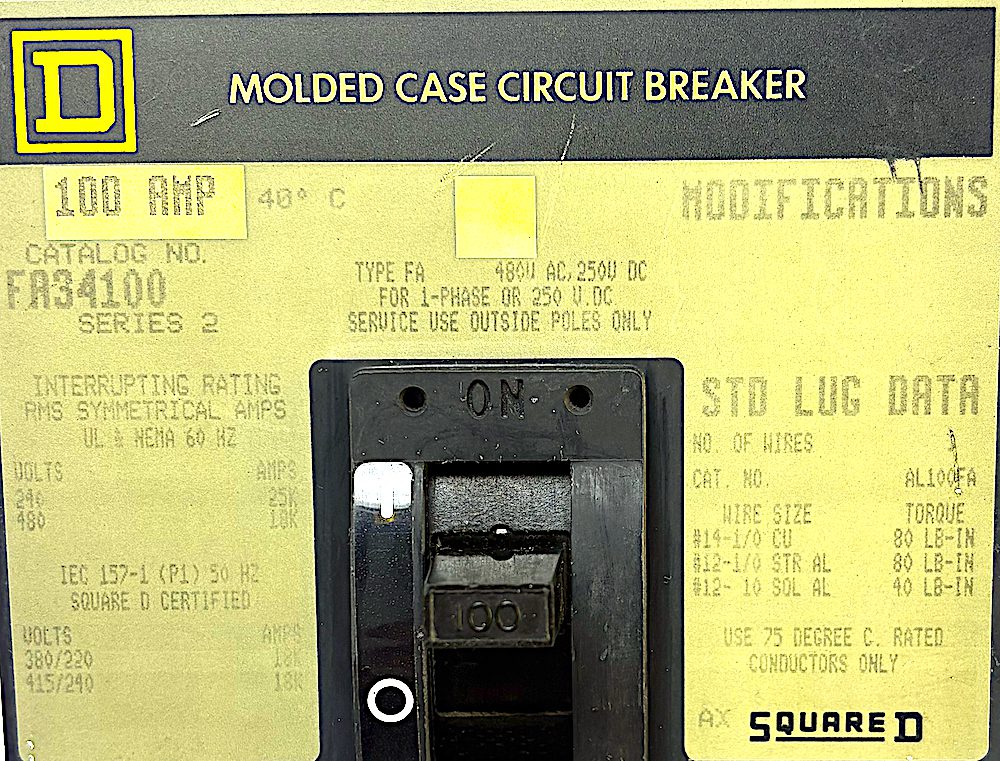 D
MOLDED CASE CIRCUIT BREAKER
100 AMP 40° C
CATALOG NO.
FA34100
SERIES 2
TYPE FA 480V AC, 250V DC
FOR 1-PHASE OR 250 V.DC
SERVICE USE OUTSIDE POLES ONLY
MODIFICATIONS
INTERRUPTING RATING
RMS SYMMETRICAL AMPS
UL & NEMA 60 HZ
VOLTS AMPS
240 25K
480 18K
IEC 157-1 (P1) 50 HZ
SQUARE D CERTIFIED
VOLTS AMPS
380/220 18K
415/240 18K
ON
100
STD LUG DATA
NO. OF WIRES 1
CAT. NO. AL100FA
WIRE SIZE TORQUE
#14-1/0 CU 80 LB-IN
#12-1/0 STR AL 80 LB-IN
#12- 10 SOL AL 40 LB-IN
USE 75 DEGREE C. RATED
CONDUCTORS ONLY
AX SQUARE D